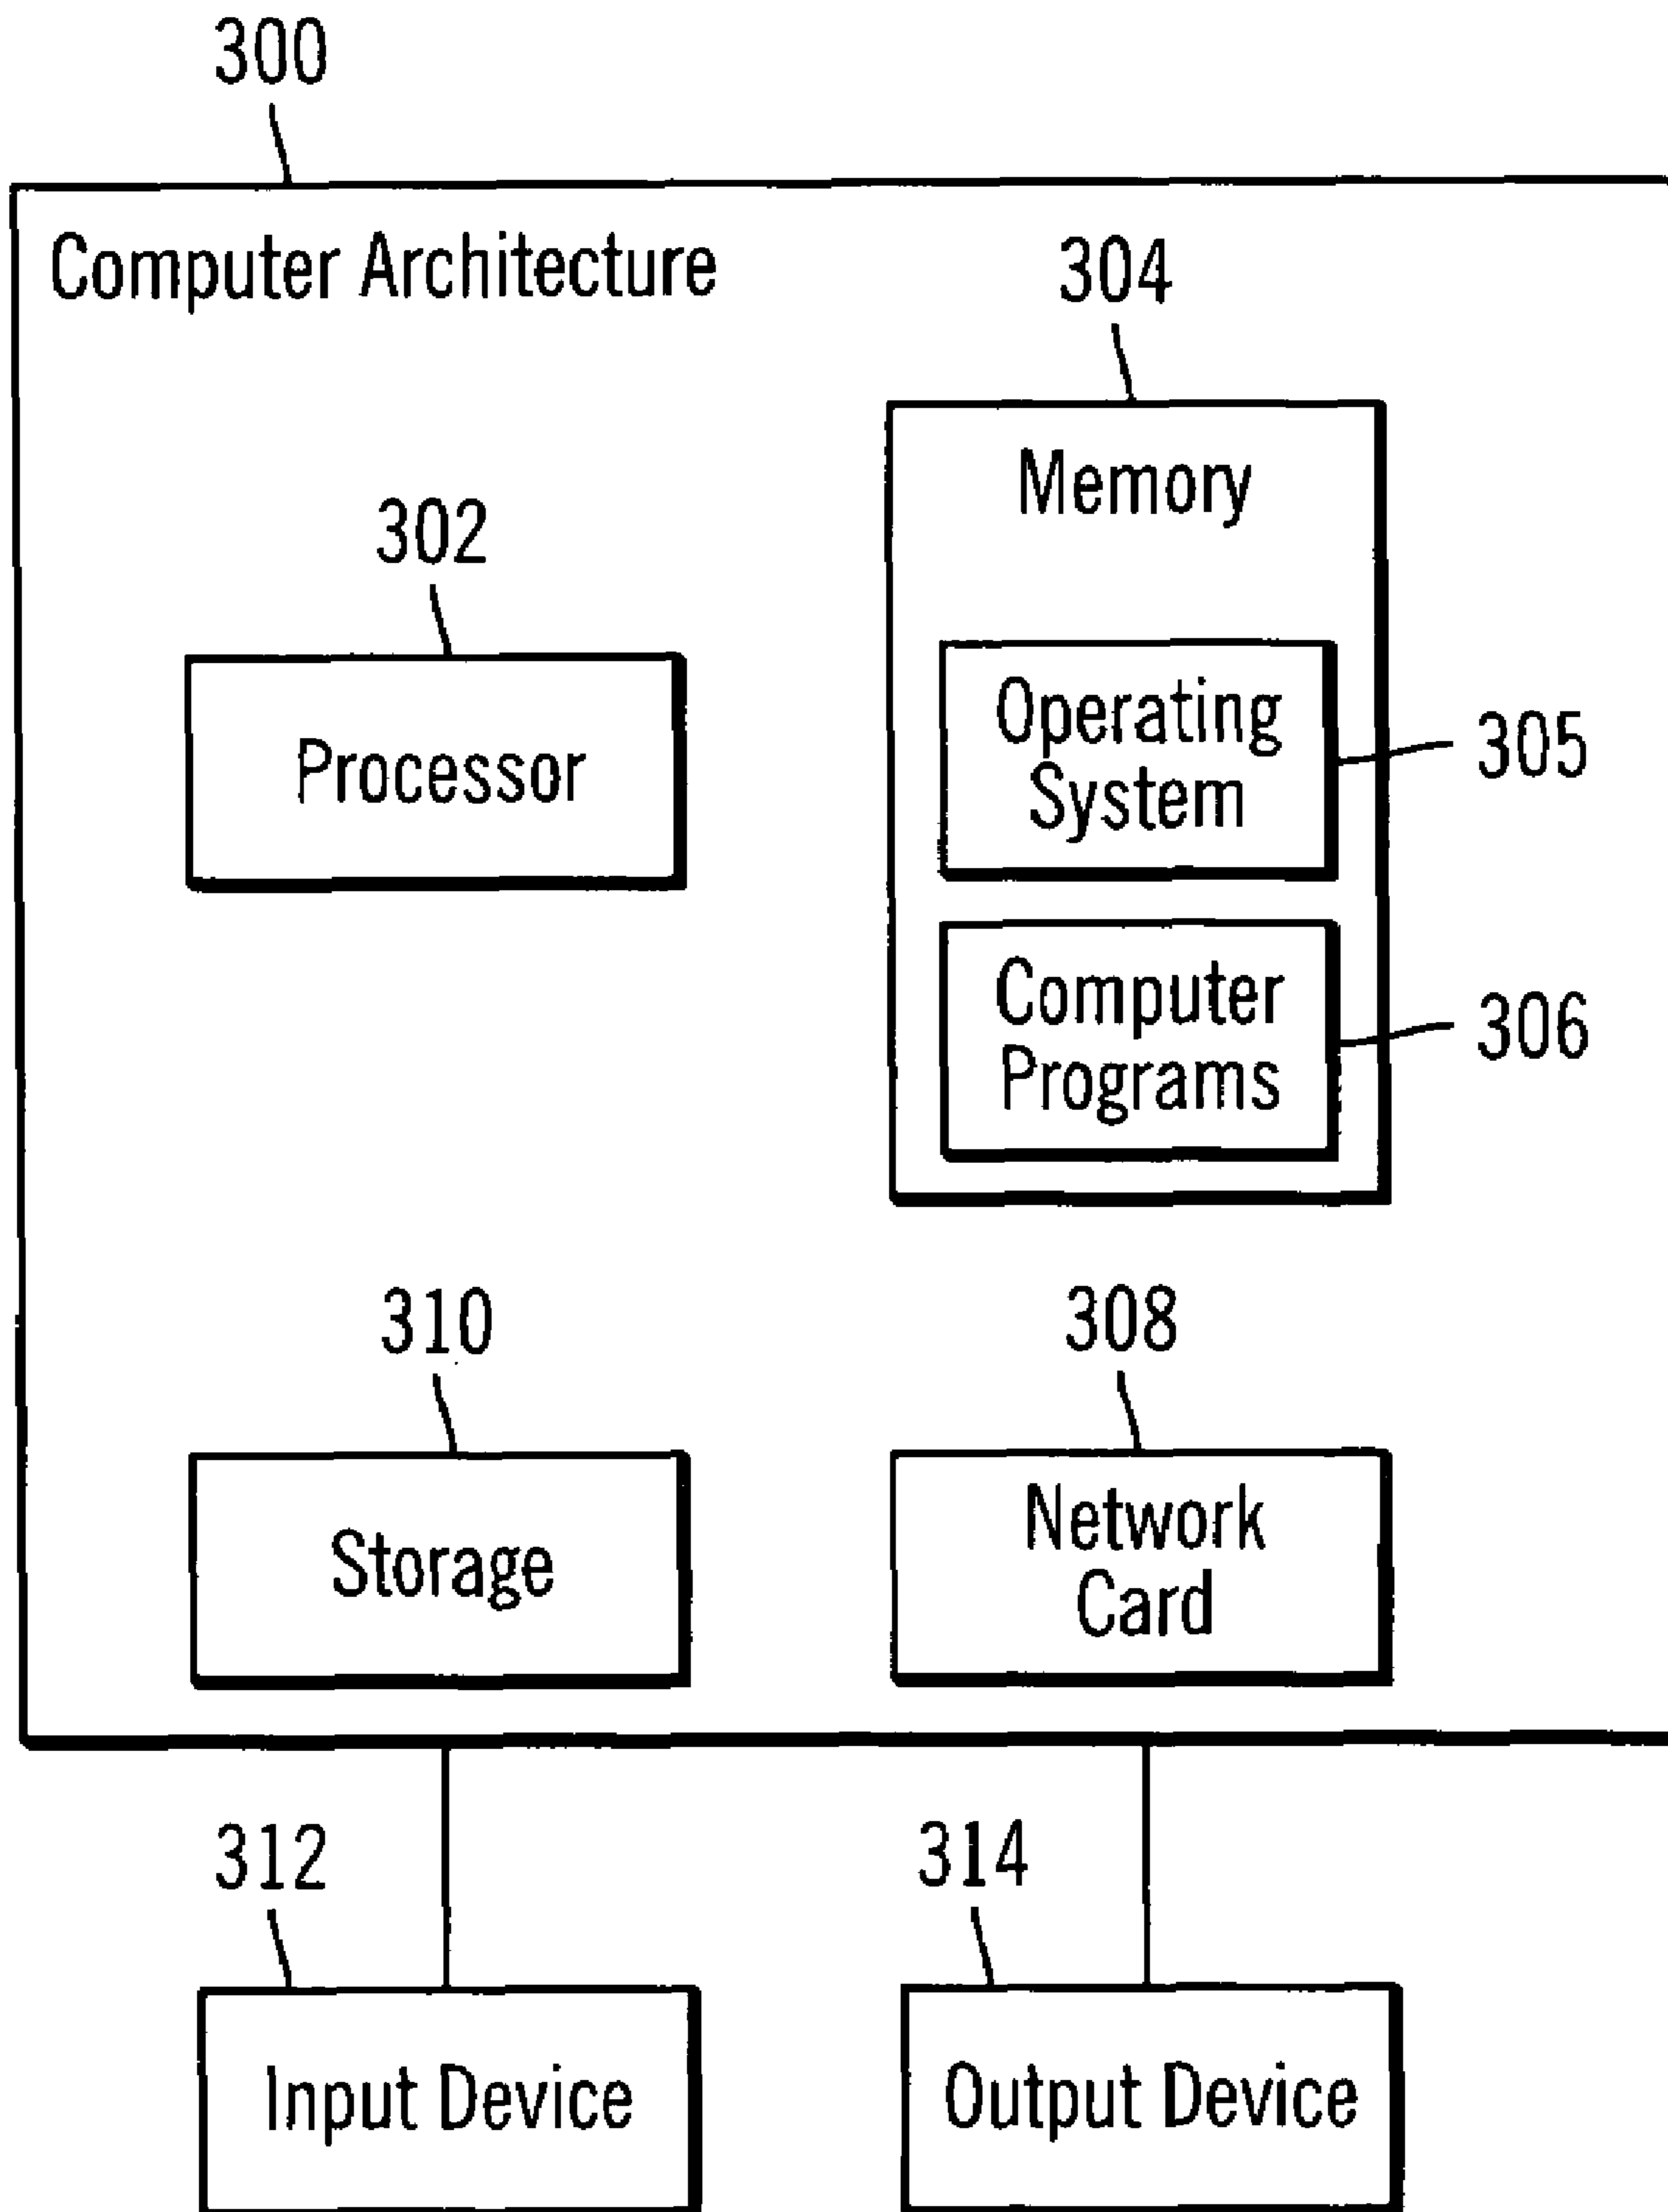 300
Computer Architecture
304
Memory
302
Processor
Operating
System
305
Computer
Programs
306
310
Storage
308
Network
Card
312
Input Device
314
Output Device